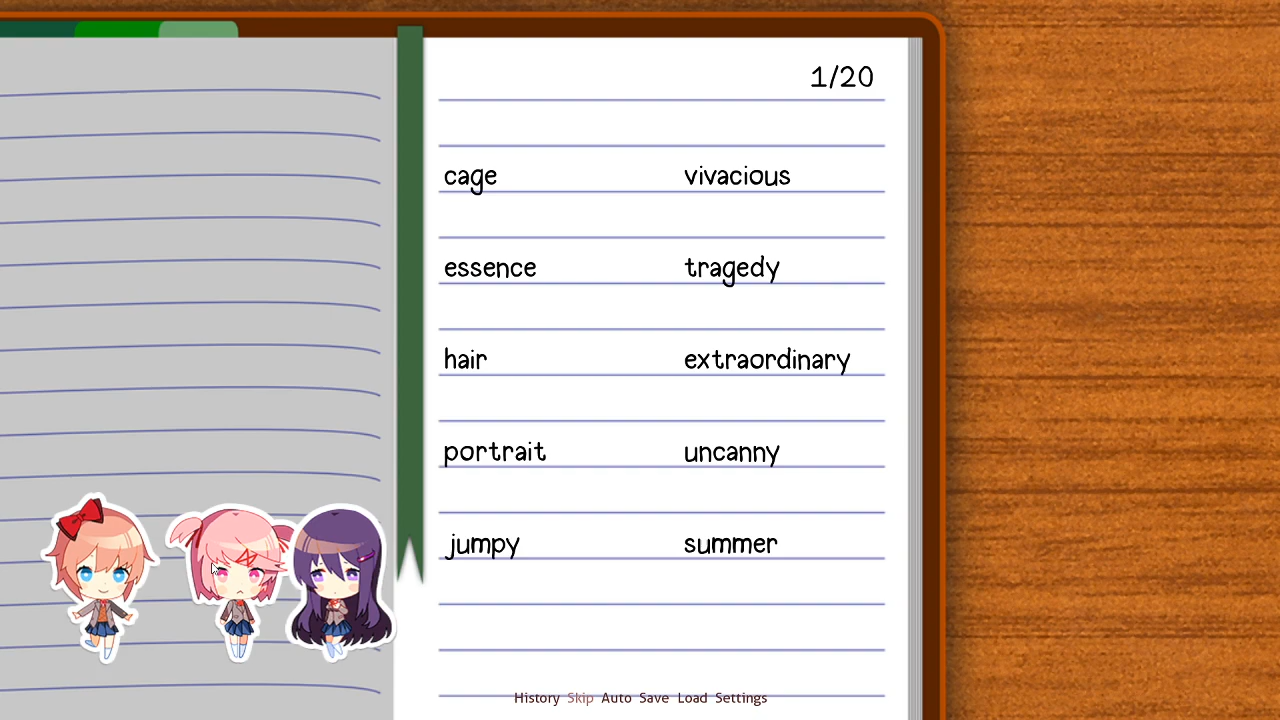 1/20
cage vivacious
essence tragedy
hair extraordinary
portrait uncanny
jumpy summer
History Skip Auto Save Load Settings